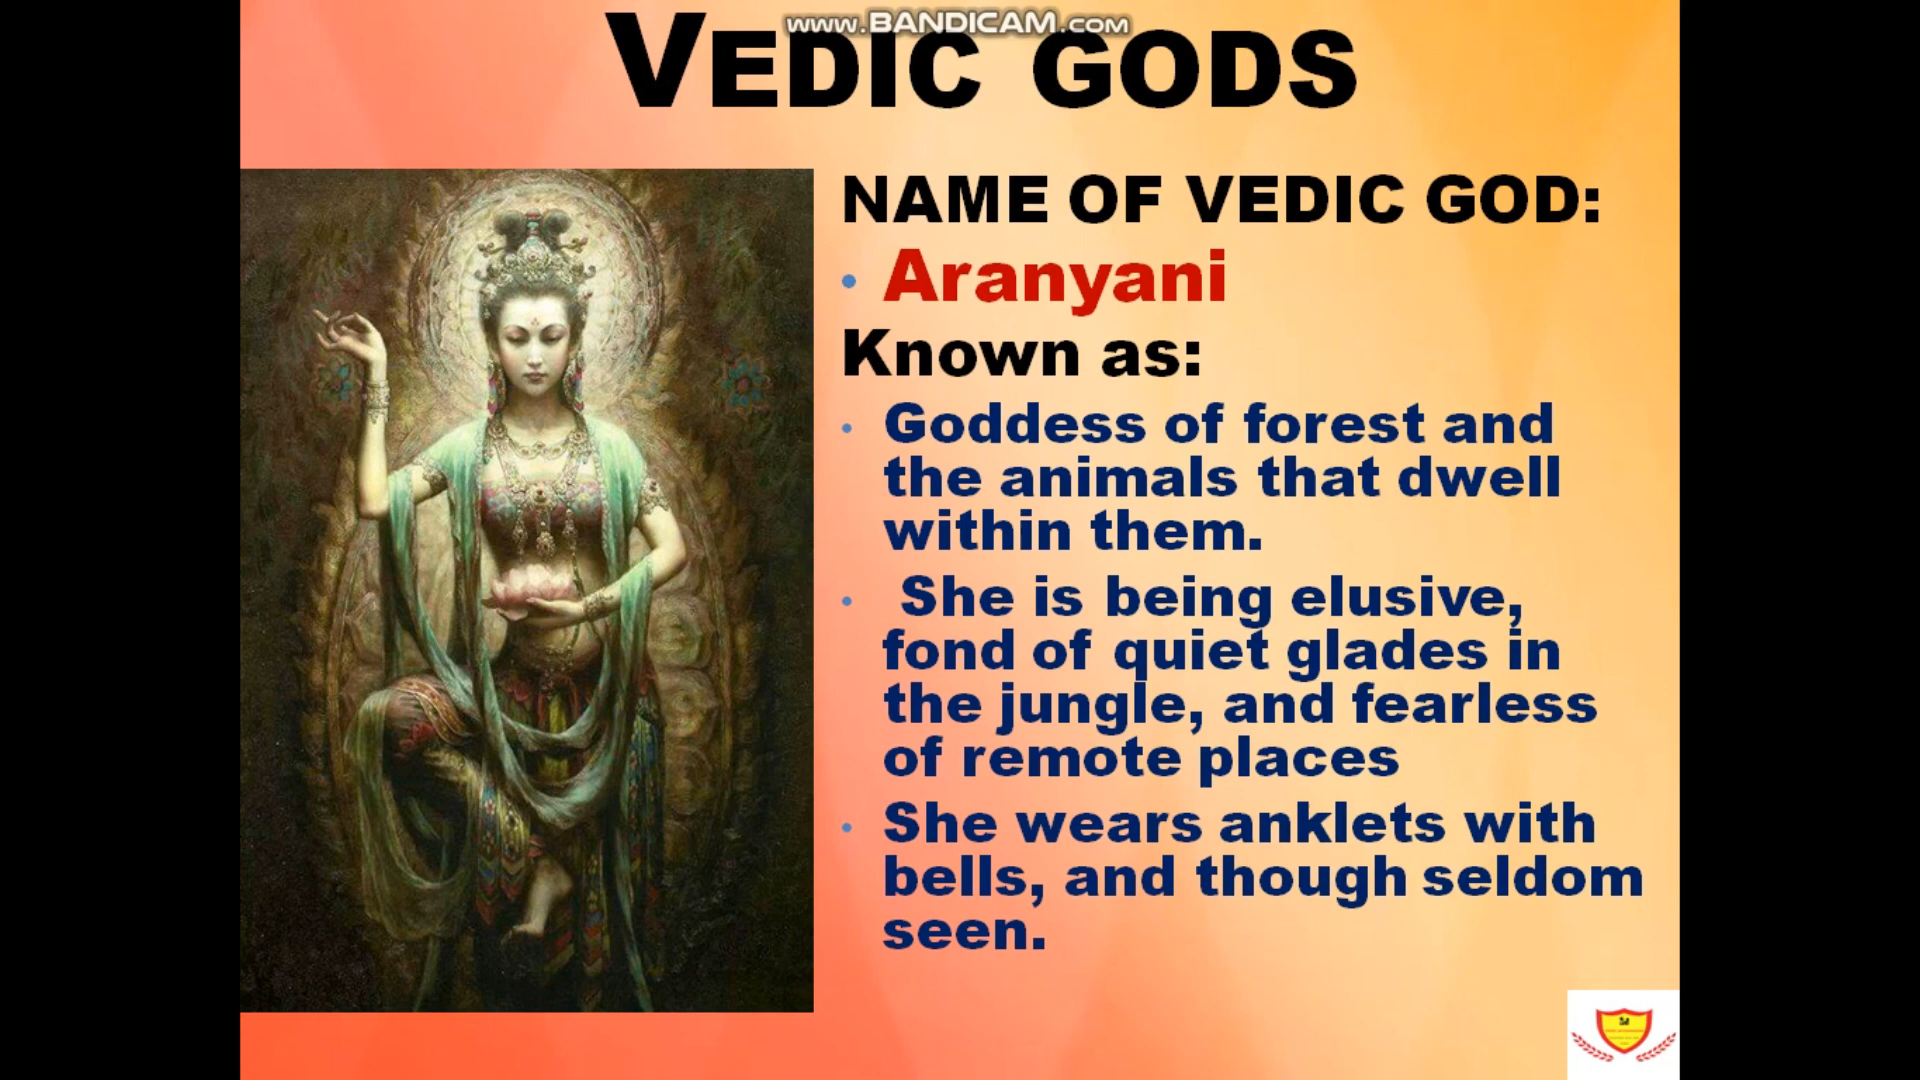 www.BANDICAM.com
VEDIC GODS
NAME OF VEDIC GOD:
• Aranyani
Known as:
• Goddess of forest and
the animals that dwell
within them.
• She is being elusive,
fond of quiet glades in
the jungle, and fearless
of remote places
• She wears anklets with
bells, and though seldom
seen.